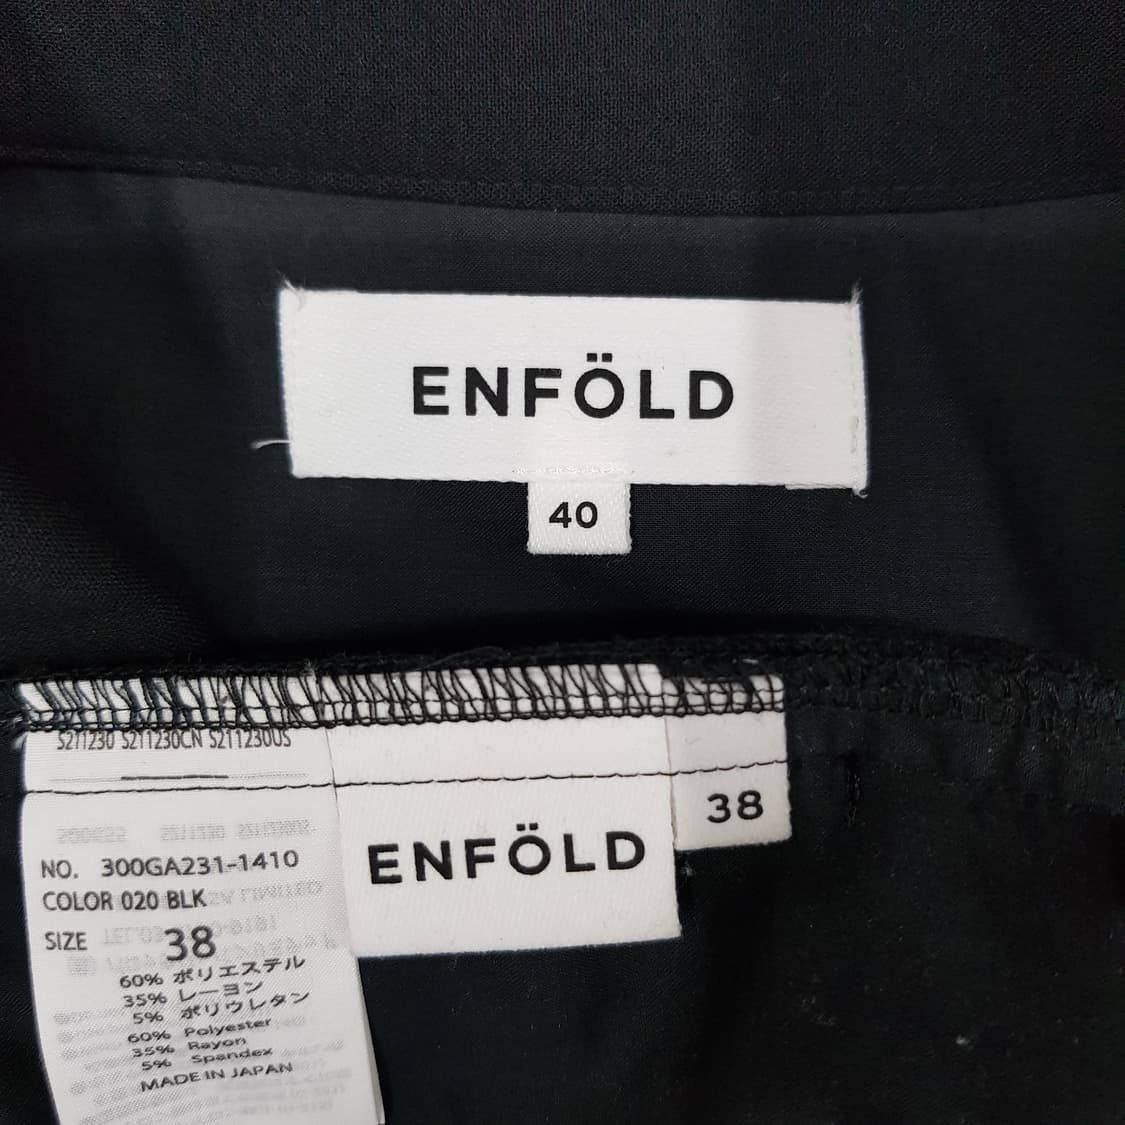 ENFÖLD
40
S211230 S211230CN S211230US
38
ENFÖLD
NO. 300GA231-1410
COLOR 020 BLK
SIZE 38
60% ポリエステル
35% レーヨン
5% ポリウレタン
60% Polyester
35% Rayon
5% Spandex
MADE IN JAPAN